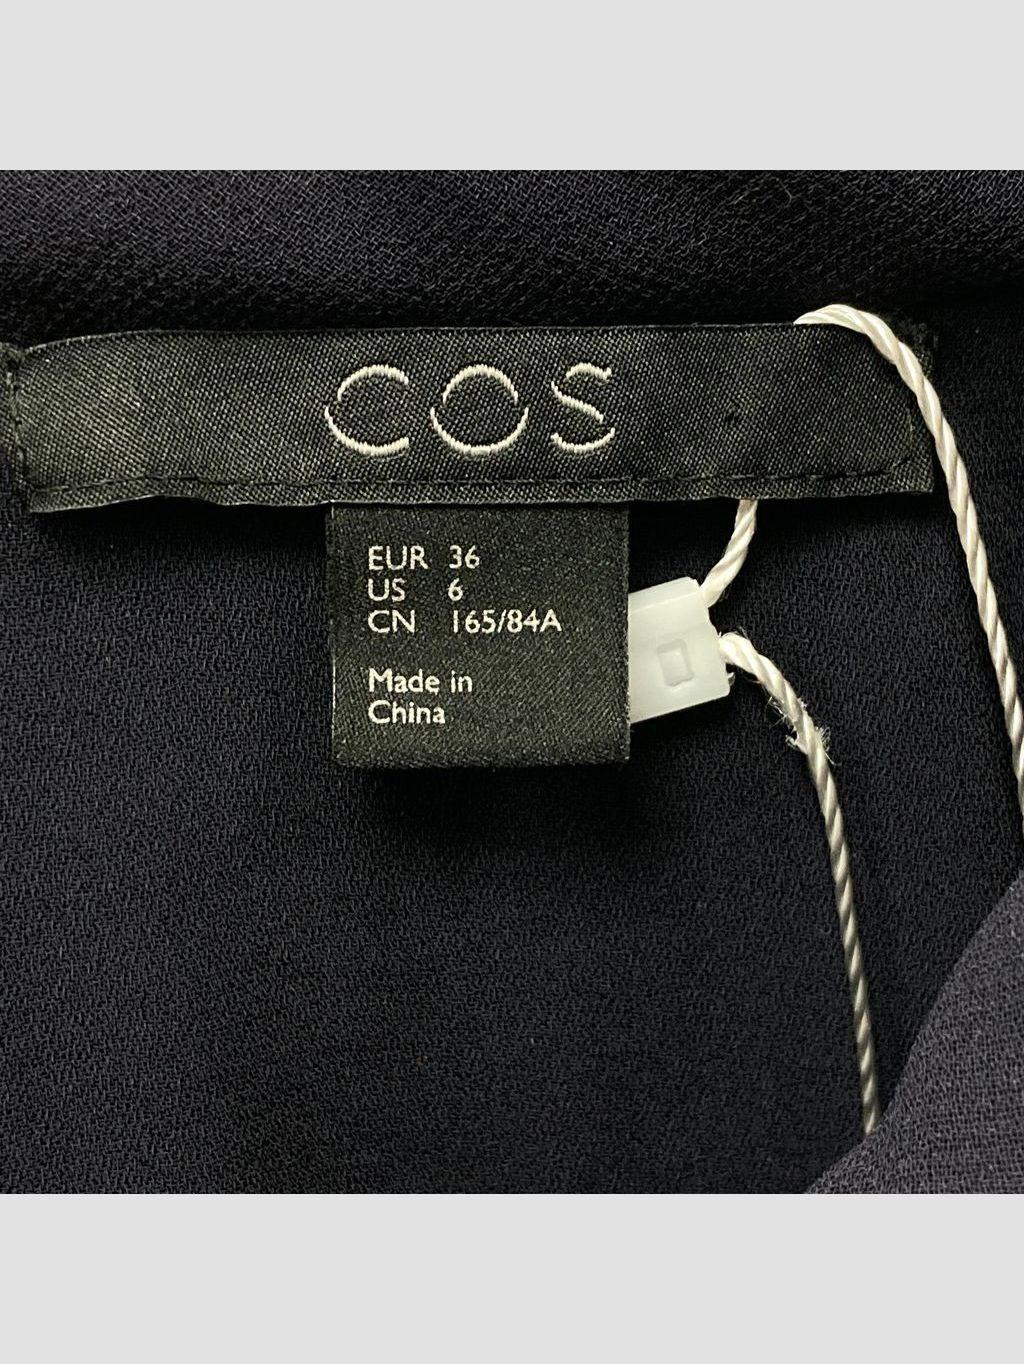 COS
EUR 36
US 6
CN 165/84A
Made in
China